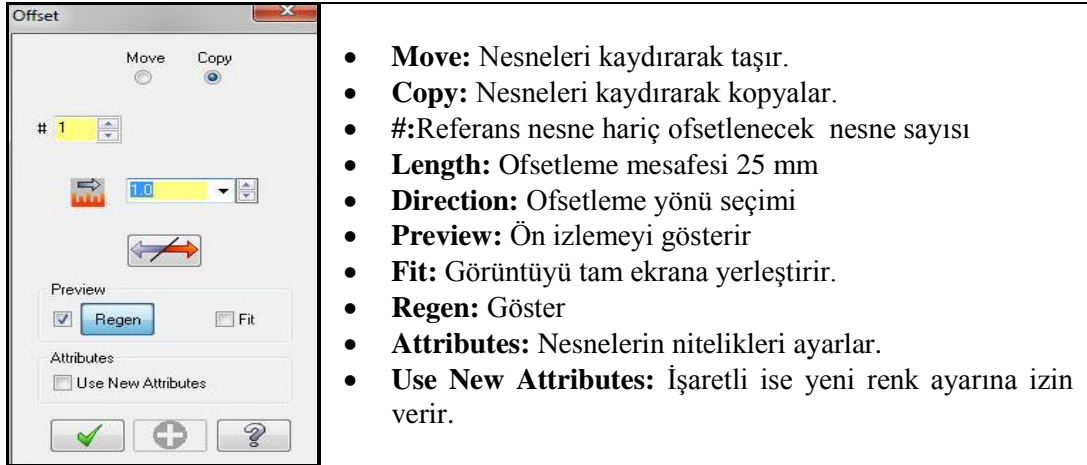 Offset
Move Copy
# 1
1.0
Preview
Regen Fit
Attributes
Use New Attributes
• Move: Nesneleri kaydırarak taşır.
• Copy: Nesneleri kaydırarak kopyalar.
• #:Referans nesne hariç ofsetlenecek nesne sayısı
• Length: Ofsetleme mesafesi 25 mm
• Direction: Ofsetleme yönü seçimi
• Preview: Ön izlemeyi gösterir
• Fit: Görüntüyü tam ekrana yerleştirir.
• Regen: Göster
• Attributes: Nesnelerin nitelikleri ayarlar.
• Use New Attributes: İşaretli ise yeni renk ayarına izin
verir.